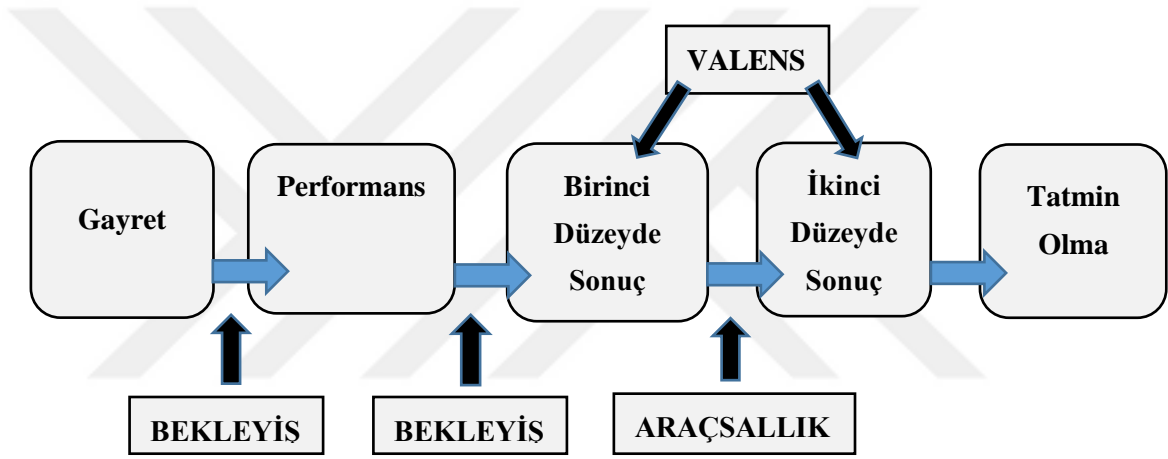 VALENS
Gayret
Performans
Birinci
Düzeyde
Sonuç
İkinci
Düzeyde
Sonuç
Tatmin
Olma
BEKLEYİŞ
BEKLEYİŞ
ARAÇSALLIK